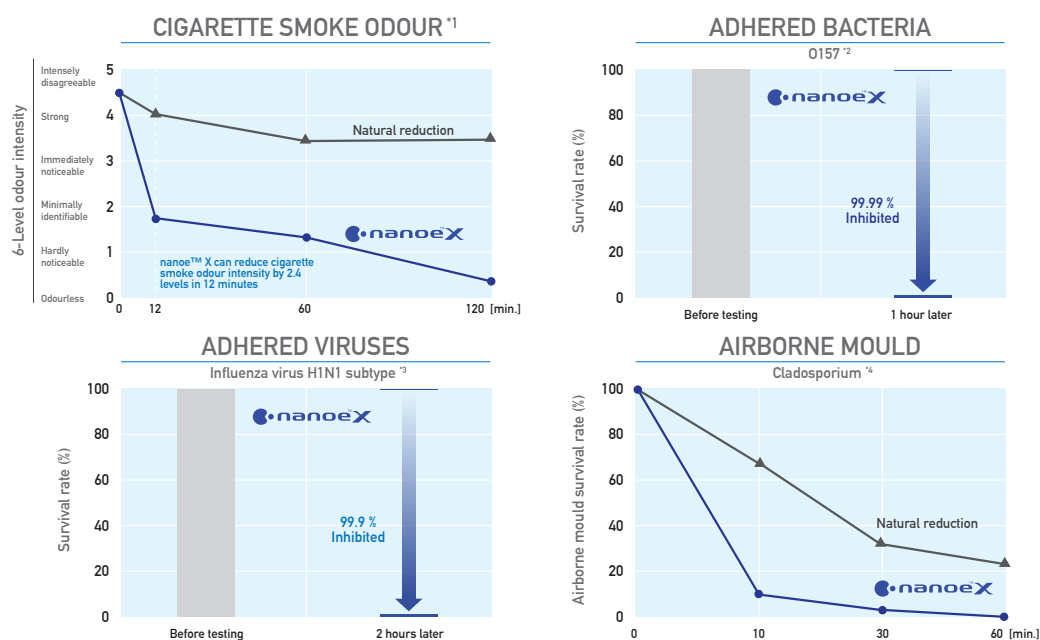 CIGARETTE SMOKE ODOUR *1
6-Level odour intensity
Intensely
disagreeable
Strong
Immediately
noticeable
Minimally
identifiable
Hardly
noticeable
Odourless
5
4
3
2
1
0
Natural reduction
nanoe™X
nanoe™ X can reduce cigarette
smoke odour intensity by 2.4
levels in 12 minutes
0 12 60 120 [min.]
ADHERED BACTERIA
O157 *2
Survival rate (%)
100
80
60
40
20
0
nanoe™X
99.99 %
Inhibited
Before testing 1 hour later
ADHERED VIRUSES
Influenza virus H1N1 subtype *3
Survival rate (%)
100
80
60
40
20
0
nanoe™X
99.9 %
Inhibited
Before testing 2 hours later
AIRBORNE MOULD
Cladosporium *4
Airborne mould survival rate (%)
100
80
60
40
20
0
Natural reduction
nanoe™X
0 10 30 60 [min.]